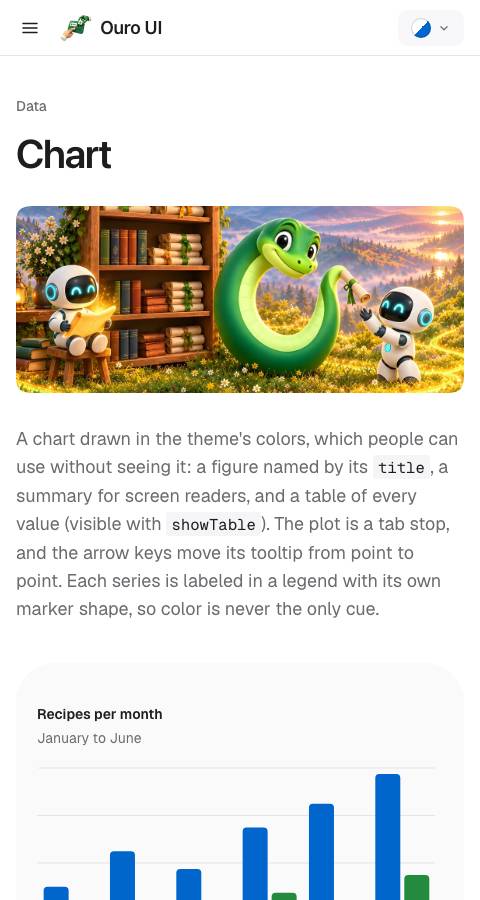 Ouro UI
Data
Chart
A chart drawn in the theme's colors, which people can
use without seeing it: a figure named by its title, a
summary for screen readers, and a table of every
value (visible with showTable). The plot is a tab stop,
and the arrow keys move its tooltip from point to
point. Each series is labeled in a legend with its own
marker shape, so color is never the only cue.
Recipes per month
January to June